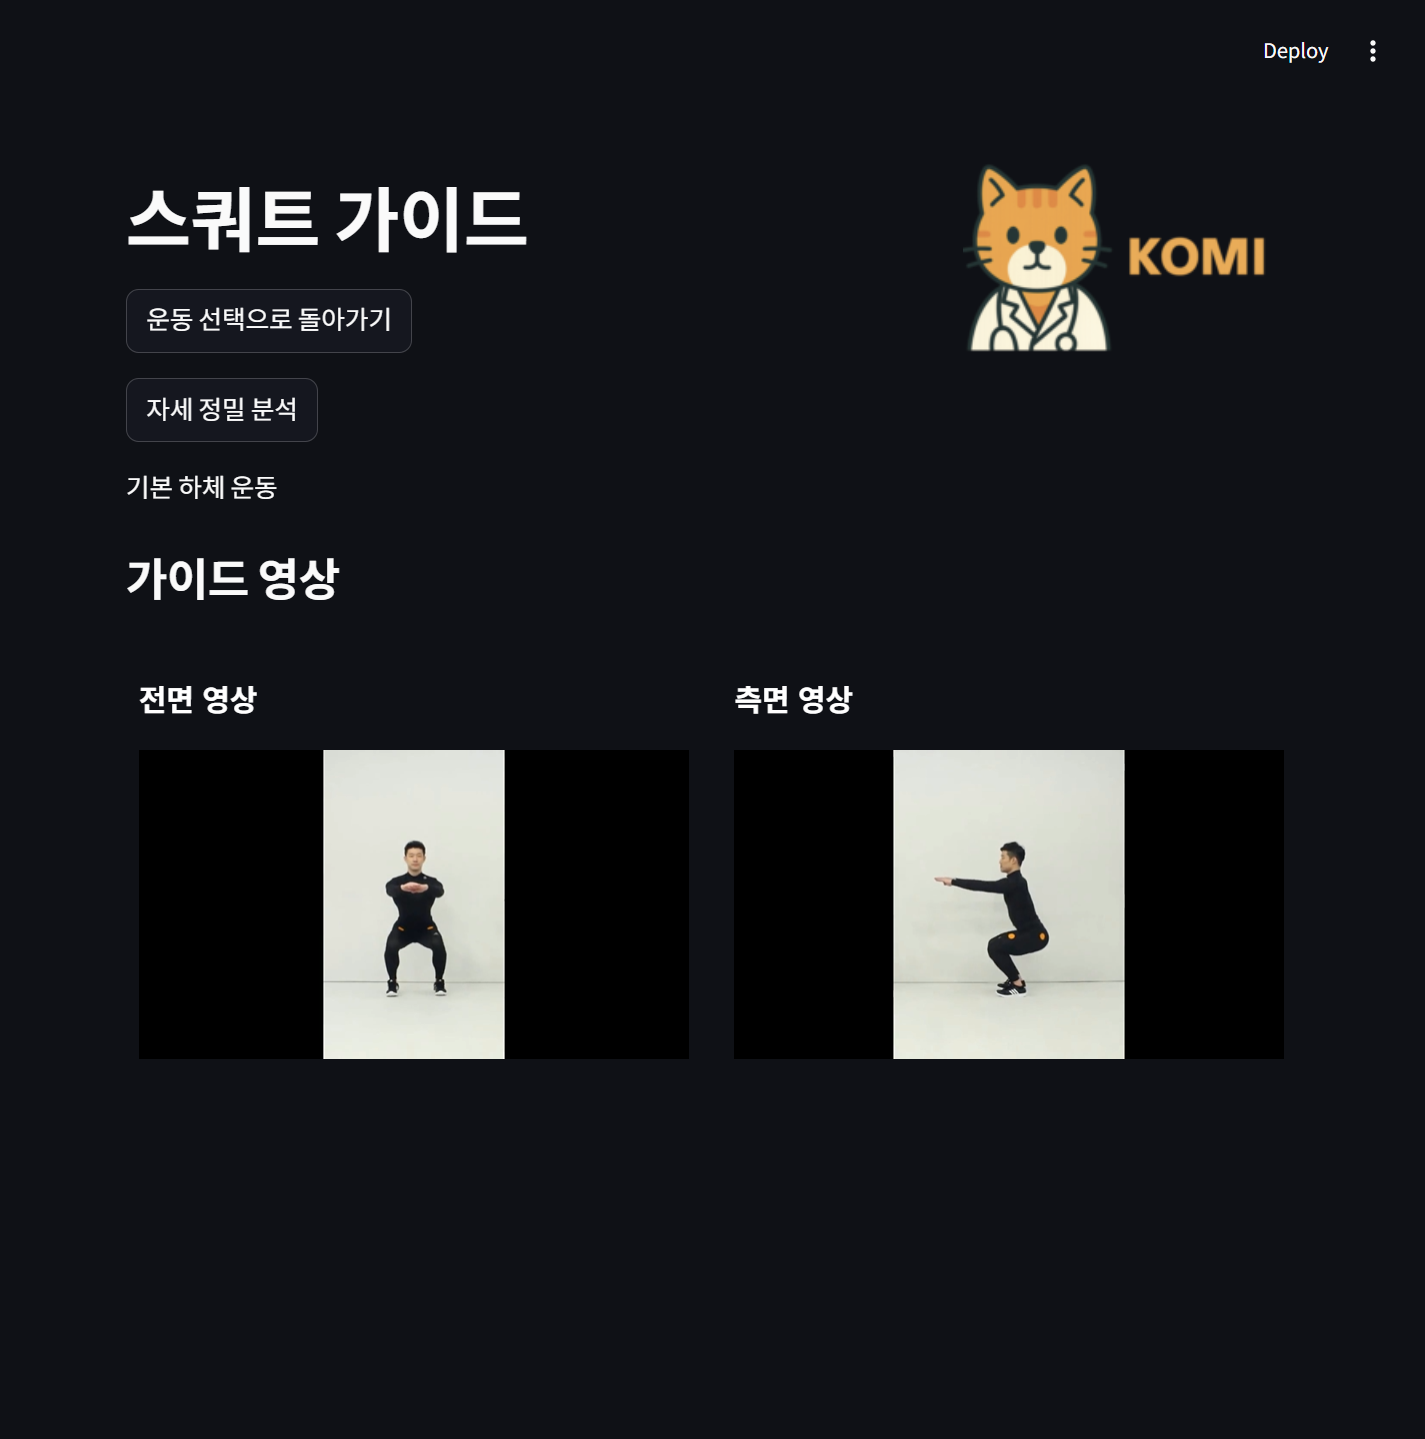 Deploy
스쿼트 가이드
KOMI
운동 선택으로 돌아가기
자세 정밀 분석
기본 하체 운동
가이드 영상
전면 영상
측면 영상